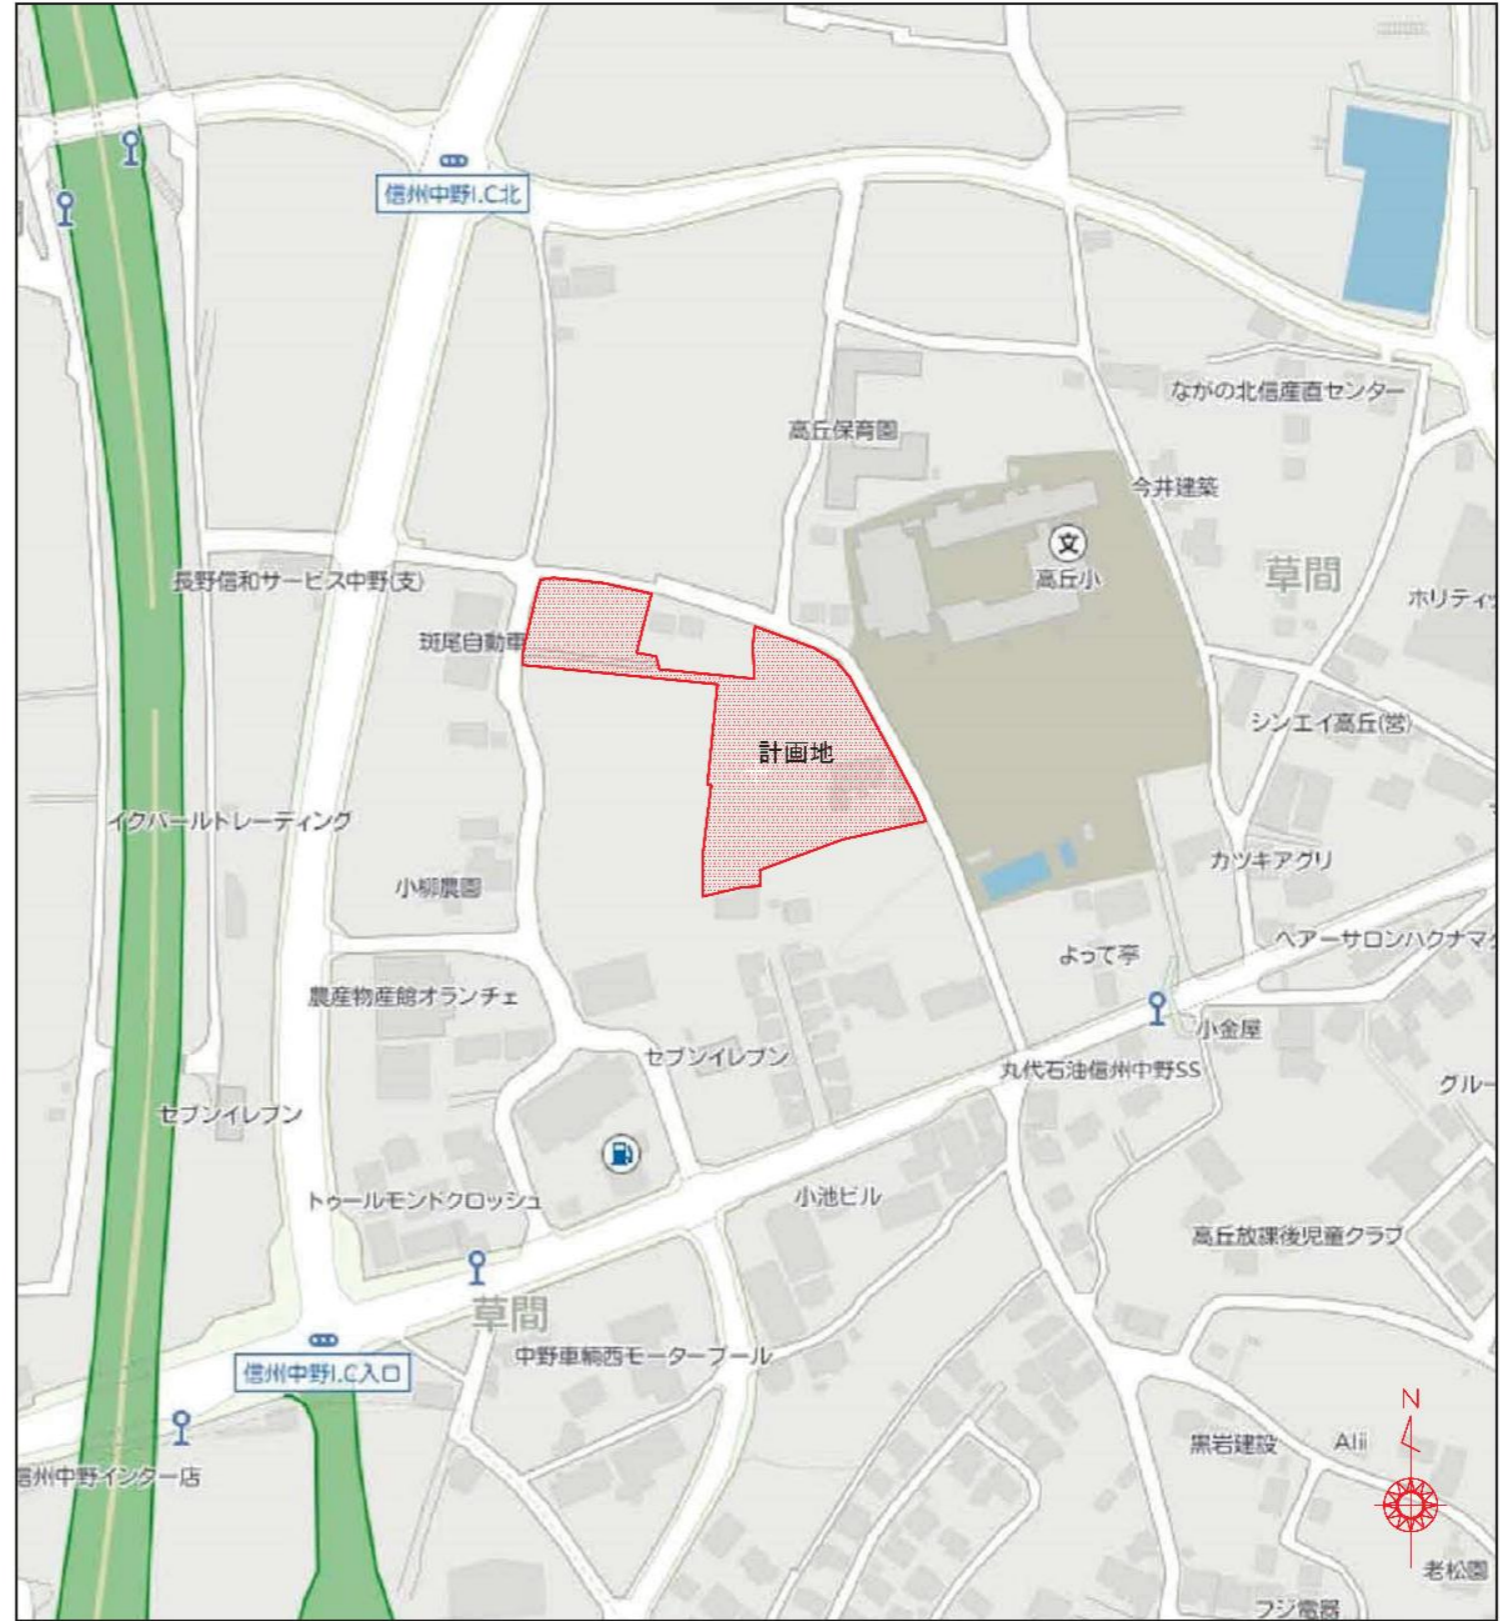 信州中野I.C北
ながの北信産直センター
高丘保育園
今井建築
文
高丘小
草間
長野信和サービス中野(支)
ホリティ
斑尾自動車
シンエイ高丘(営)
計画地
イクバールトレーディング
カツキアグリ
小柳農園
ヘアーサロンハクナマ
よって亭
農産物産館オランチェ
小金屋
セブンイレブン
丸代石油信州中野SS
グルー
セブンイレブン
トゥールモンドクロッシュ
小池ビル
高丘放課後児童クラブ
草間
中野車輌西モータープール
信州中野I.C入口
N
黒岩建設
Alii
信州中野インター店
老松園
フジ電器